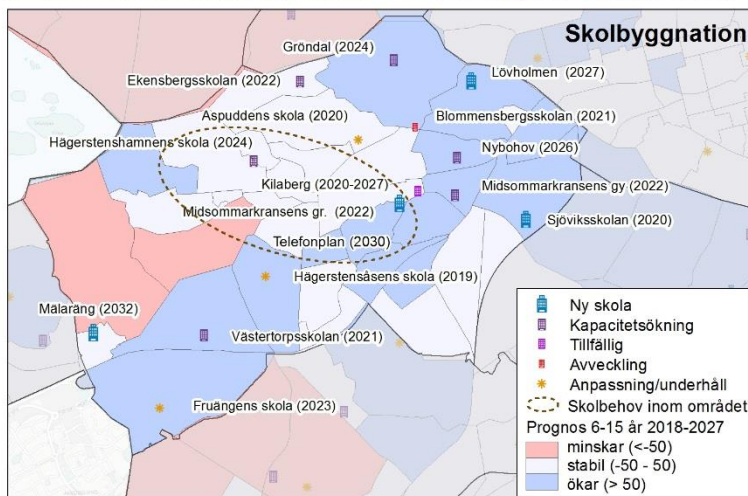 Skolbyggnation
Gröndal (2024)
Ekensbergsskolan (2022)
Lövholmen (2027)
Aspuddens skola (2020)
Blommensbergsskolan (2021)
Hägerstenshamnens skola (2024)
Nybohov (2026)
Kilaberg (2020-2027)
Midsommarkransens gy (2022)
Midsommarkransens gr. (2022)
Sjöviksskolan (2020)
Telefonplan (2030)
Hägerstensåsens skola (2019)
Mälaräng (2032)
Västertorpsskolan (2021)
Fruängens skola (2023)
Ny skola
Kapacitetsökning
Tillfällig
Avveckling
Anpassning/underhåll
Skolbehov inom området
Prognos 6-15 år 2018-2027
minskar (<-50)
stabil (-50 - 50)
ökar (> 50)